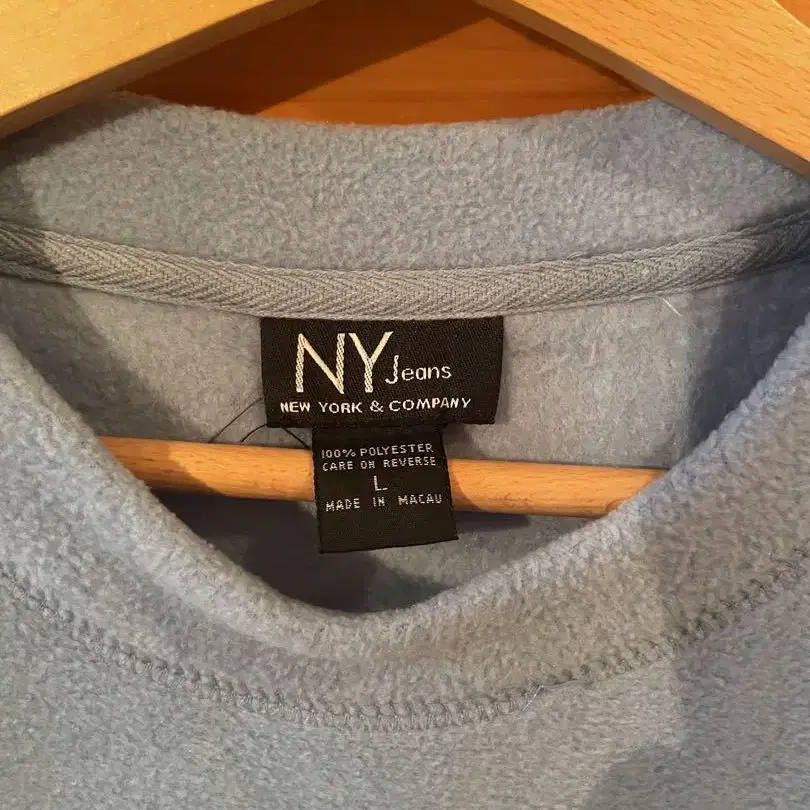 NY Jeans
NEW YORK & COMPANY
100% POLYESTER
CARE ON REVERSE
L
MADE IN MACAU